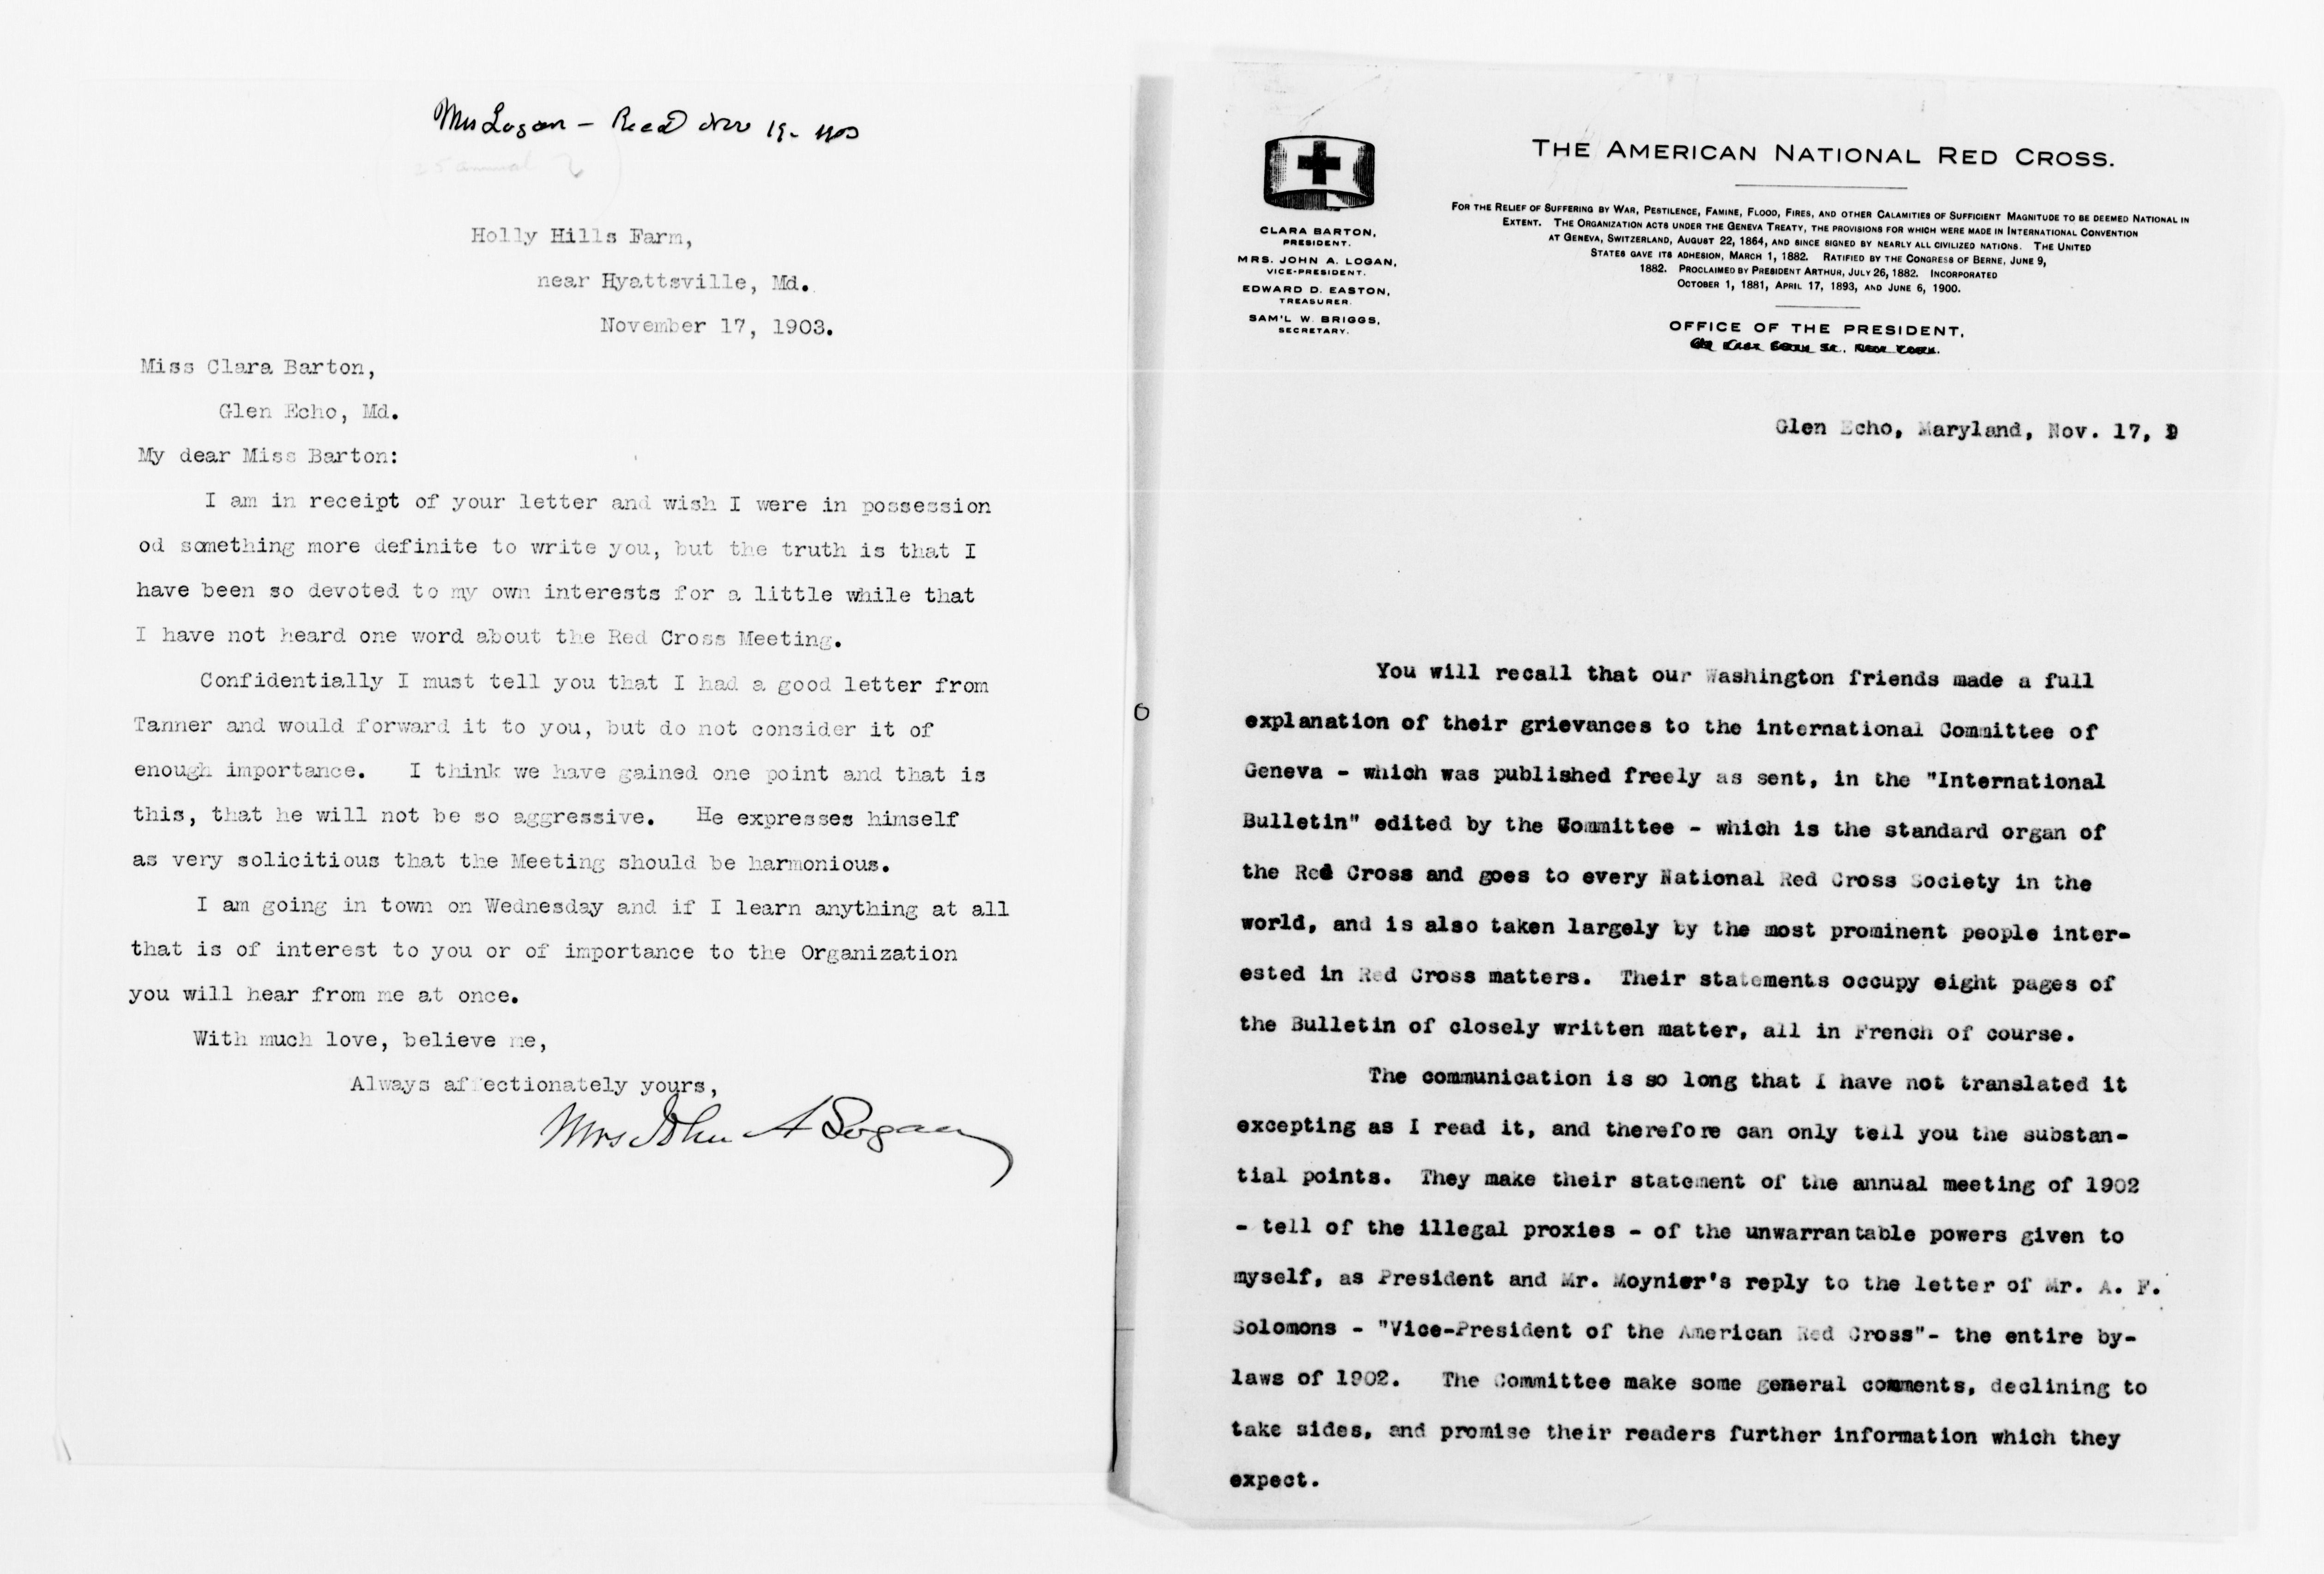 Mrs Logan - Recd Nov 19 - 1903
25 annual
Holly Hills Farm,
near Hyattsville, Md.
November 17, 1903.
Miss Clara Barton,
Glen Echo, Md.
My dear Miss Barton:
I am in receipt of your letter and wish I were in possession
od something more definite to write you, but the truth is that I
have been so devoted to my own interests for a little while that
I have not heard one word about the Red Cross Meeting.
Confidentially I must tell you that I had a good letter from
Tanner and would forward it to you, but do not consider it of
enough importance. I think we have gained one point and that is
this, that he will not be so aggressive. He expresses himself
as very solicitious that the Meeting should be harmonious.
I am going in town on Wednesday and if I learn anything at all
that is of interest to you or of importance to the Organization
you will hear from me at once.
With much love, believe me,
Always affectionately yours,
Mrs John A Logan
THE AMERICAN NATIONAL RED CROSS.
FOR THE RELIEF OF SUFFERING BY WAR, PESTILENCE, FAMINE, FLOOD, FIRES, AND OTHER CALAMITIES OF SUFFICIENT MAGNITUDE TO BE DEEMED NATIONAL IN
EXTENT. THE ORGANIZATION ACTS UNDER THE GENEVA TREATY, THE PROVISIONS FOR WHICH WERE MADE IN INTERNATIONAL CONVENTION
AT GENEVA, SWITZERLAND, AUGUST 22, 1864, AND SINCE SIGNED BY NEARLY ALL CIVILIZED NATIONS. THE UNITED
STATES GAVE ITS ADHESION, MARCH 1, 1882. RATIFIED BY THE CONGRESS OF BERNE, JUNE 9,
1882. PROCLAIMED BY PRESIDENT ARTHUR, JULY 26, 1882. INCORPORATED
OCTOBER 1, 1881, APRIL 17, 1893, AND JUNE 6, 1900.
CLARA BARTON,
PRESIDENT.
MRS. JOHN A. LOGAN,
VICE-PRESIDENT.
EDWARD D. EASTON,
TREASURER.
SAM'L W. BRIGGS,
SECRETARY.
OFFICE OF THE PRESIDENT,
Glen Echo, Maryland, Nov. 17,
You will recall that our Washington friends made a full
explanation of their grievances to the international Committee of
Geneva - which was published freely as sent, in the "International
Bulletin" edited by the Committee - which is the standard organ of
the Red Cross and goes to every National Red Cross Society in the
world, and is also taken largely by the most prominent people inter-
ested in Red Cross matters. Their statements occupy eight pages of
the Bulletin of closely written matter, all in French of course.
The communication is so long that I have not translated it
excepting as I read it, and therefore can only tell you the substan-
tial points. They make their statement of the annual meeting of 1902
- tell of the illegal proxies - of the unwarrantable powers given to
myself, as President and Mr. Moynier's reply to the letter of Mr. A. F.
Solomons - "Vice-President of the American Red Cross"- the entire by-
laws of 1902. The Committee make some general comments, declining to
take sides, and promise their readers further information which they
expect.